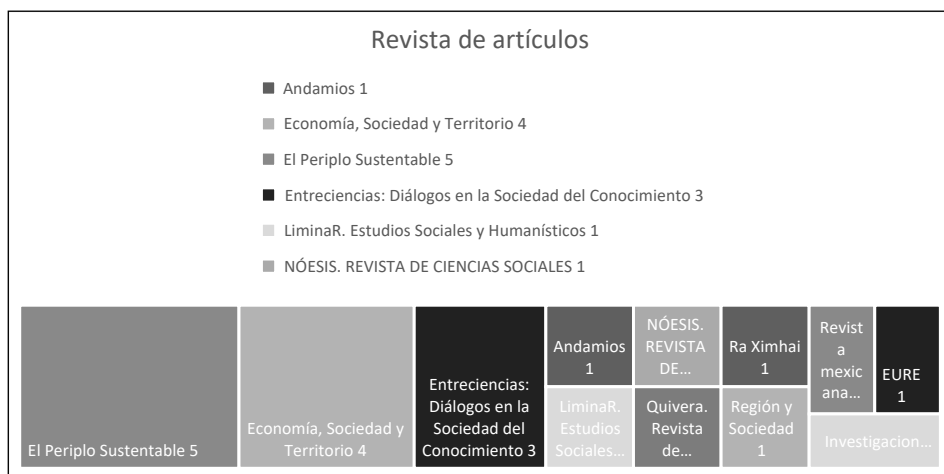 Revista de artículos
Andamios 1
Economía, Sociedad y Territorio 4
El Periplo Sustentable 5
Entreciencias: Diálogos en la Sociedad del Conocimiento 3
LiminaR. Estudios Sociales y Humanísticos 1
NÓESIS. REVISTA DE CIENCIAS SOCIALES 1
El Periplo Sustentable 5
Economía, Sociedad y
Territorio 4
Entreciencias:
Diálogos en la
Sociedad del
Conocimiento 3
Andamios
1
LiminaR.
Estudios
Sociales...
NÓESIS.
REVISTA
DE...
Quivera.
Revista
de...
Ra Ximhai
1
Región y
Sociedad
1
Revist
a
mexic
ana...
EURE
1
Investigacion...